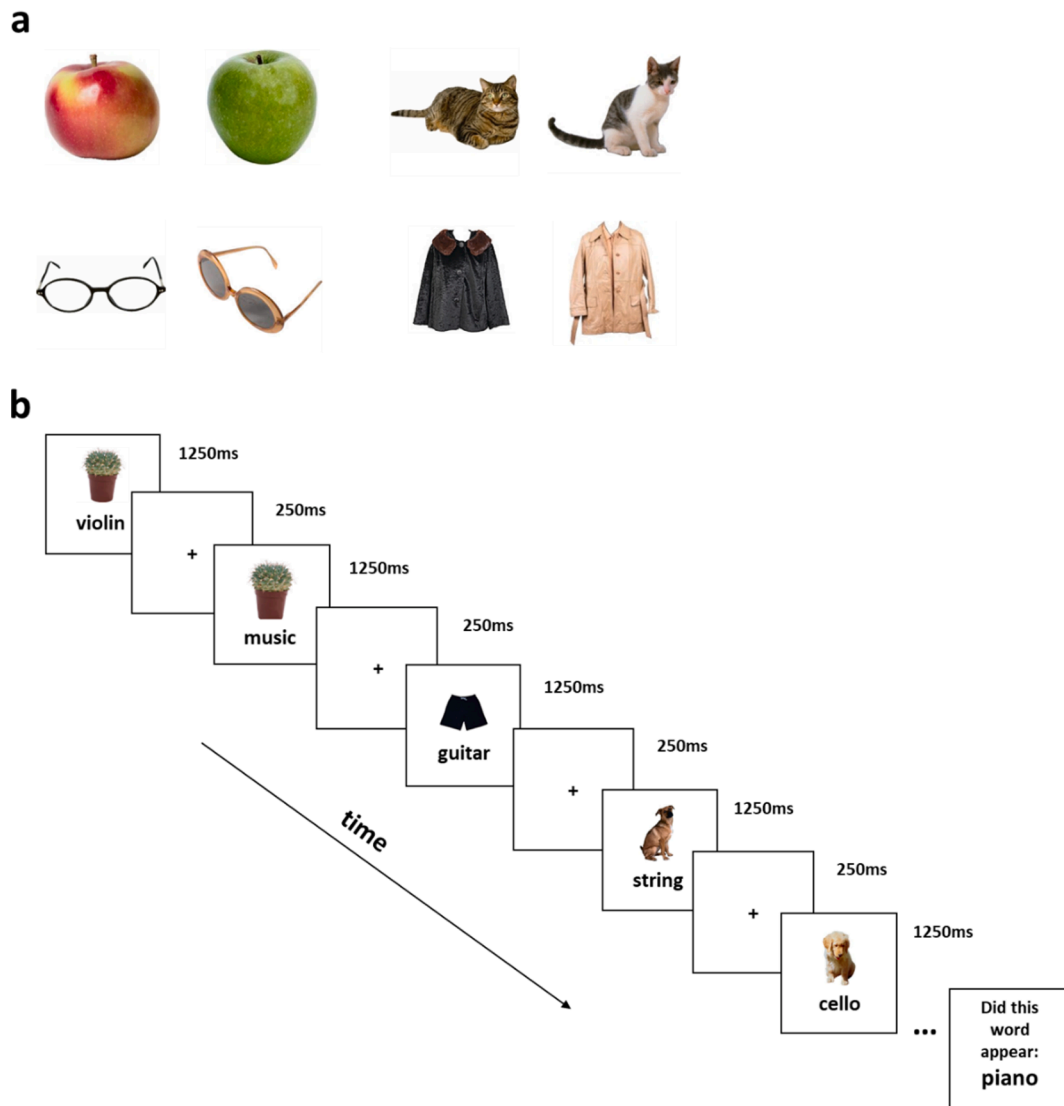 a
b
1250ms
violin
250ms
+
1250ms
music
250ms
+
1250ms
guitar
250ms
+
1250ms
string
250ms
+
1250ms
cello
time
...
Did this
word
appear:
piano